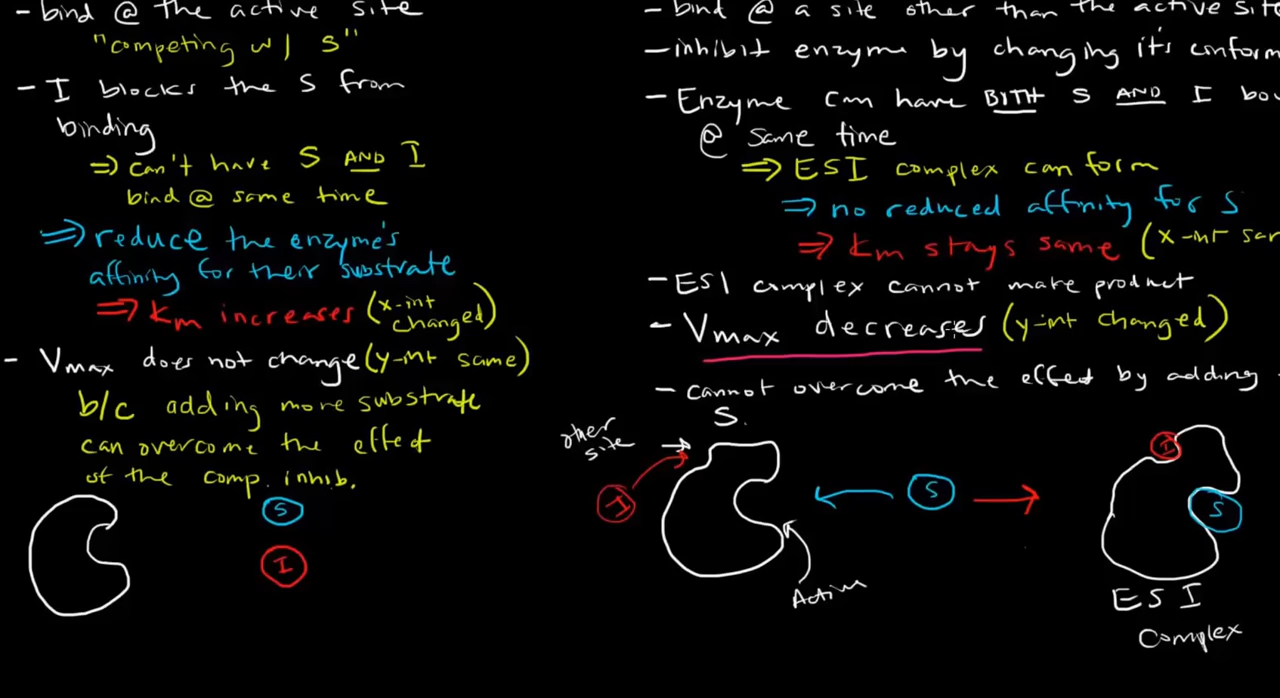 - bind @ the active site
"competing w/ S"
- I blocks the S from
binding
⇒ can't have S AND I
bind @ same time
⇒ reduce the enzyme's
affinity for their substrate
⇒ Km increases (x-int
changed)
- Vmax does not change (y-int same)
b/c adding more substrate
can overcome the effect
of the comp. inhib.
S
I
- bind @ a site other than the active site
- inhibit enzyme by changing it's conform
- Enzyme can have BOTH S AND I bou
@ same time
⇒ ESI complex can form
⇒ no reduced affinity for S
⇒ Km stays same (x-int sam
- ESI complex cannot make product
- Vmax decreases (y-int changed)
- cannot overcome the effect by adding
S.
other
site
I
S
Active
I
S
ESI
Complex